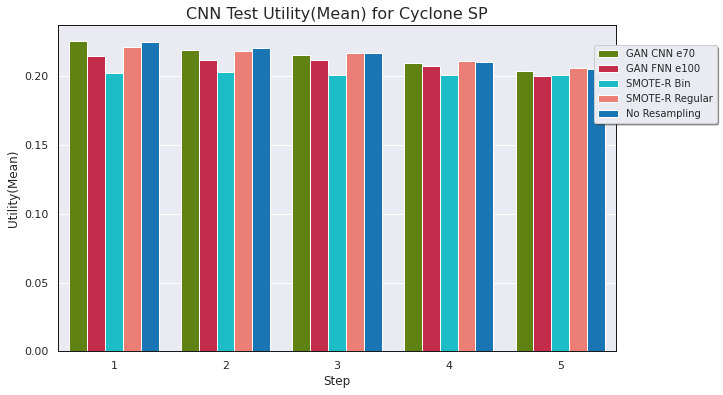 CNN Test Utility(Mean) for Cyclone SP
GAN CNN e70
GAN FNN e100
SMOTE-R Bin
SMOTE-R Regular
No Resampling
Utility(Mean)
0.20
0.15
0.10
0.05
0.00
1 2 3 4 5
Step